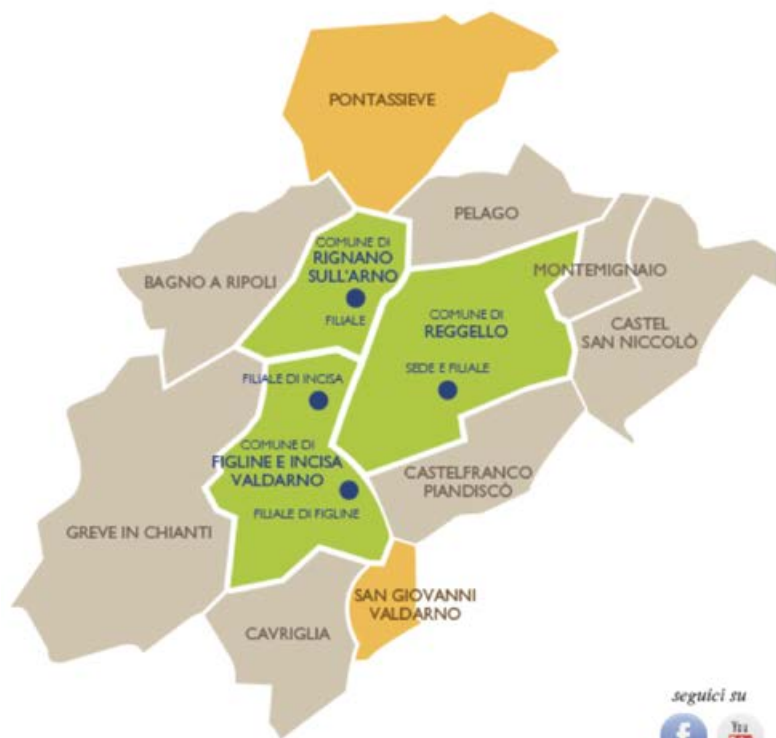 PONTASSIEVE
PELAGO
COMUNE DI
RIGNANO
SULL'ARNO
FILIALE
BAGNO A RIPOLI
MONTEMIGNAIO
CASTEL
SAN NICCOLÒ
COMUNE DI
REGGELLO
SEDE E FILIALE
FILIALE DI INCISA
COMUNE DI
FIGLINE E INCISA
VALDARNO
FILIALE DI FIGLINE
CASTELFRANCO
PIANDISCÒ
GREVE IN CHIANTI
SAN GIOVANNI
VALDARNO
CAVRIGLIA
seguici su
f
You